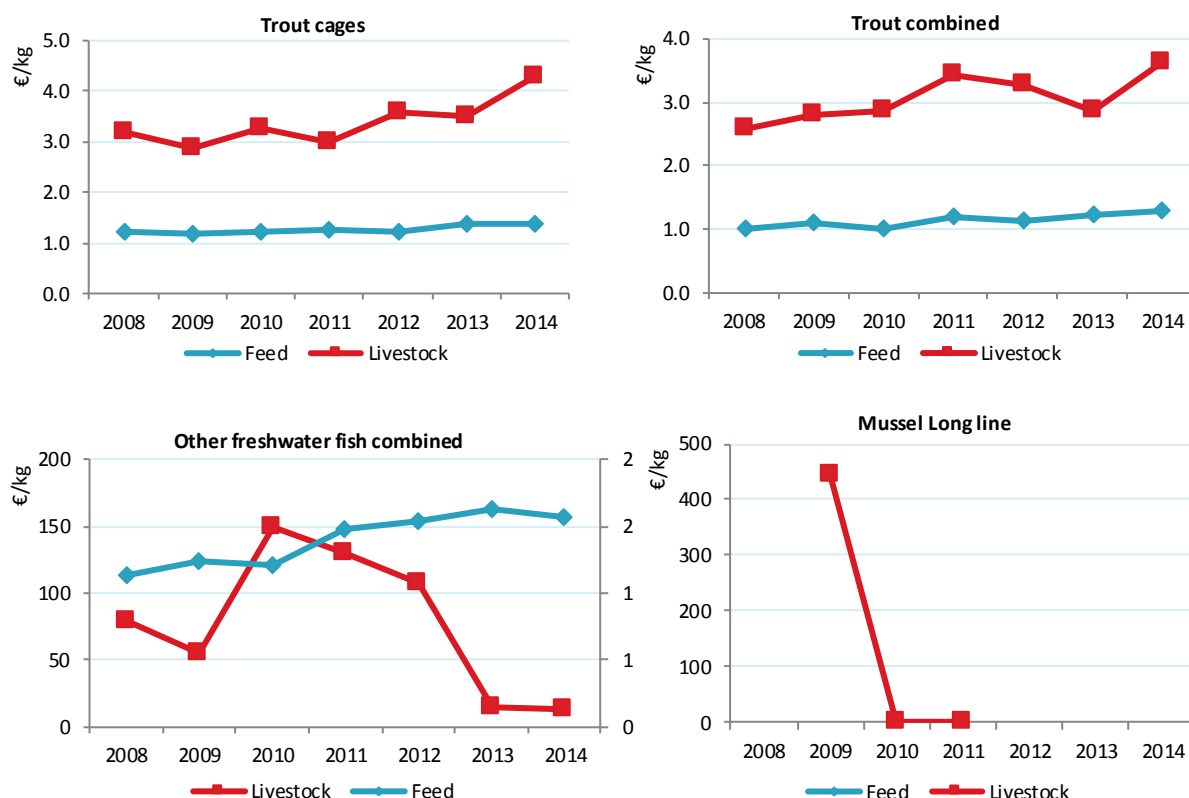 Trout cages
€/kg
5.0
4.0
3.0
2.0
1.0
0.0
2008 2009 2010 2011 2012 2013 2014
Feed Livestock
Trout combined
€/kg
4.0
3.0
2.0
1.0
0.0
2008 2009 2010 2011 2012 2013 2014
Feed Livestock
Other freshwater fish combined
€/kg
200 2
150 2
100 1
50 1
0 0
2008 2009 2010 2011 2012 2013 2014
Livestock Feed
Mussel Long line
€/kg
500
400
300
200
100
0
2008 2009 2010 2011 2012 2013 2014
Feed Livestock